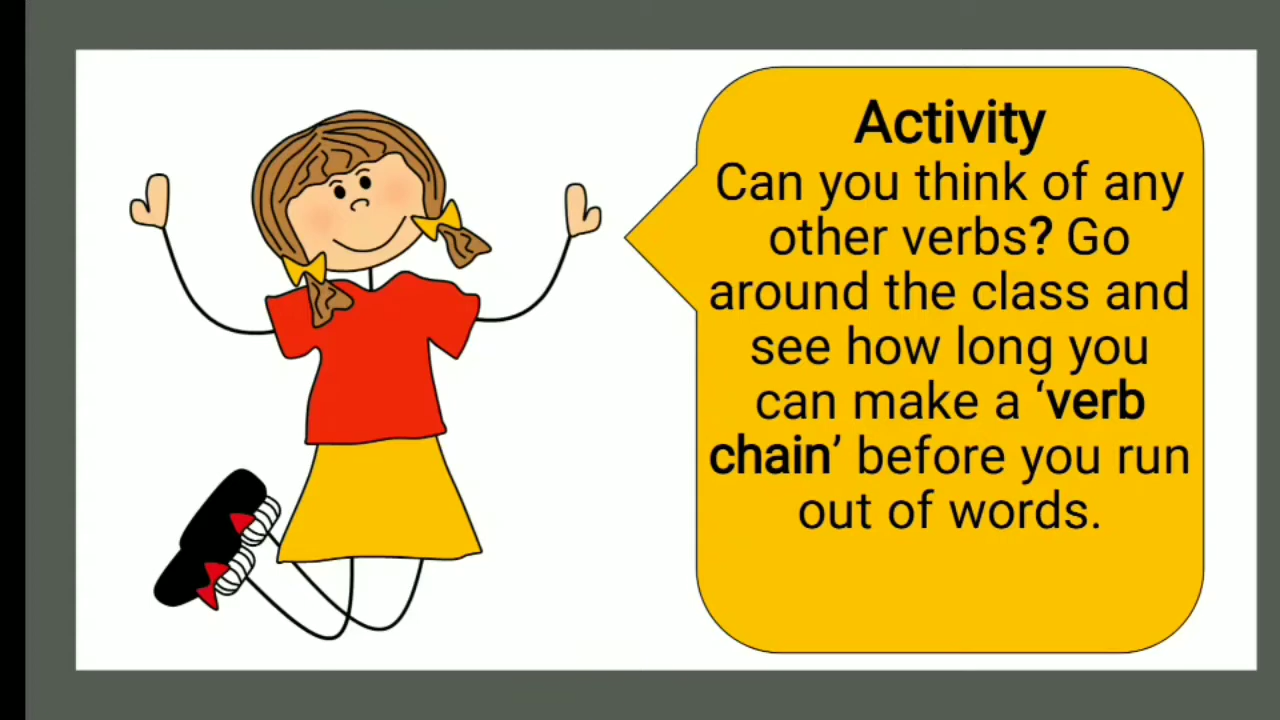 Activity
Can you think of any
other verbs? Go
around the class and
see how long you
can make a ‘verb
chain’ before you run
out of words.